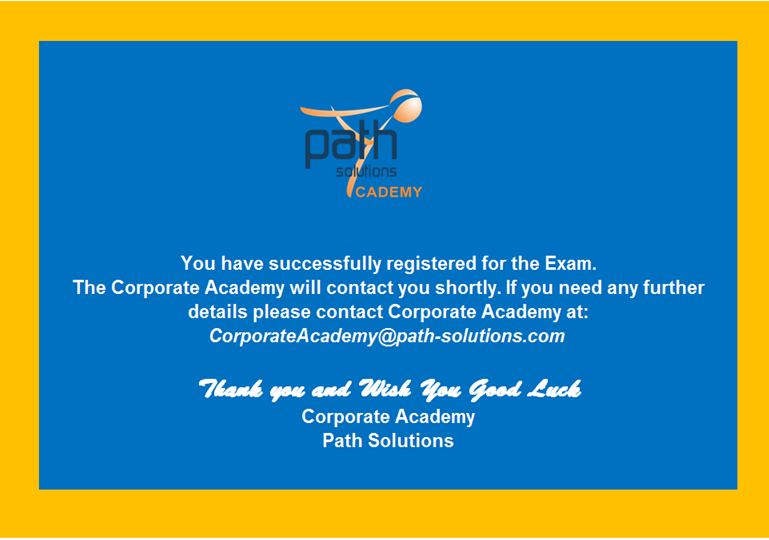 path
solutions
CADEMY
You have successfully registered for the Exam.
The Corporate Academy will contact you shortly. If you need any further
details please contact Corporate Academy at:
CorporateAcademy@path-solutions.com
Thank you and Wish You Good Luck
Corporate Academy
Path Solutions